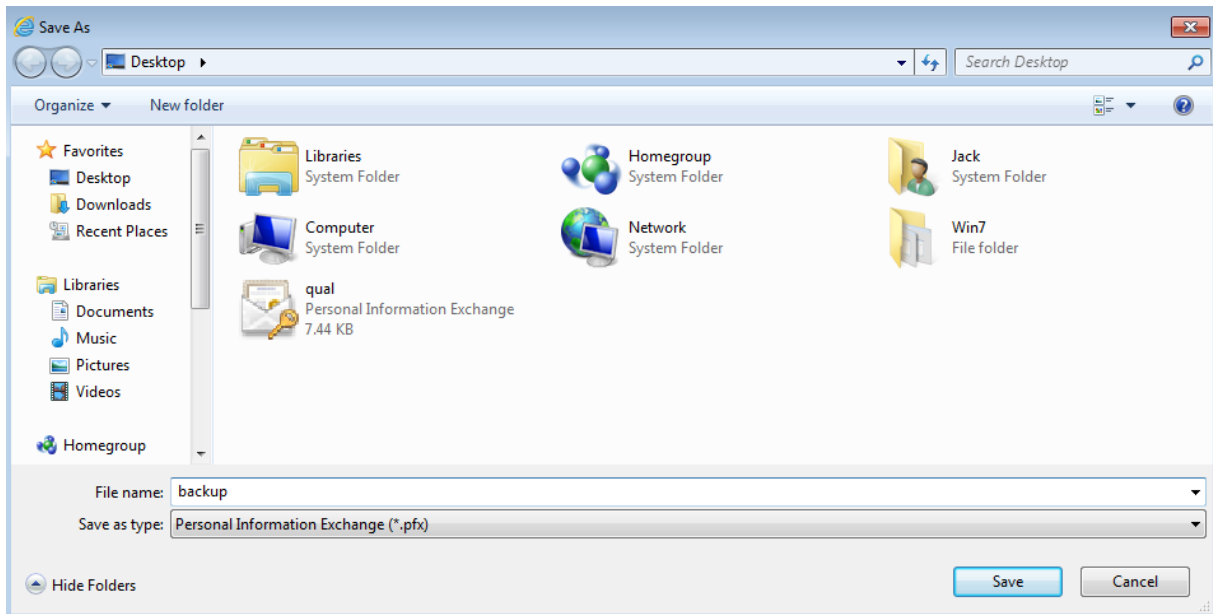 Save As
Desktop
Search Desktop
Organize
New folder
Favorites
Desktop
Downloads
Recent Places
Libraries
Documents
Music
Pictures
Videos
Homegroup
Libraries
System Folder
Homegroup
System Folder
Jack
System Folder
Computer
System Folder
Network
System Folder
Win7
File folder
qual
Personal Information Exchange
7.44 KB
File name: backup
Save as type: Personal Information Exchange (*.pfx)
Hide Folders
Save
Cancel